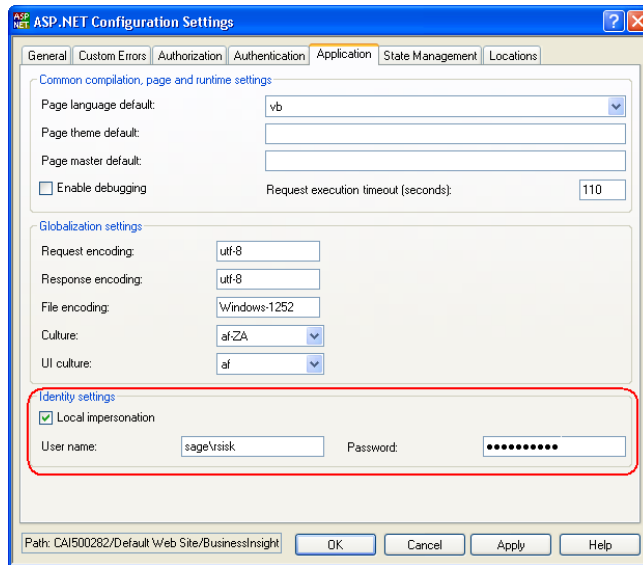 ASP.NET Configuration Settings
General Custom Errors Authorization Authentication Application State Management Locations
Common compilation, page and runtime settings
Page language default: vb
Page theme default:
Page master default:
Enable debugging Request execution timeout (seconds): 110
Globalization settings
Request encoding: utf-8
Response encoding: utf-8
File encoding: Windows-1252
Culture: af-ZA
UI culture: af
Identity settings
Local impersonation
User name: sage\rsisk Password: ●●●●●●●●●●
Path: CAI500282/Default Web Site/BusinessInsight OK Cancel Apply Help